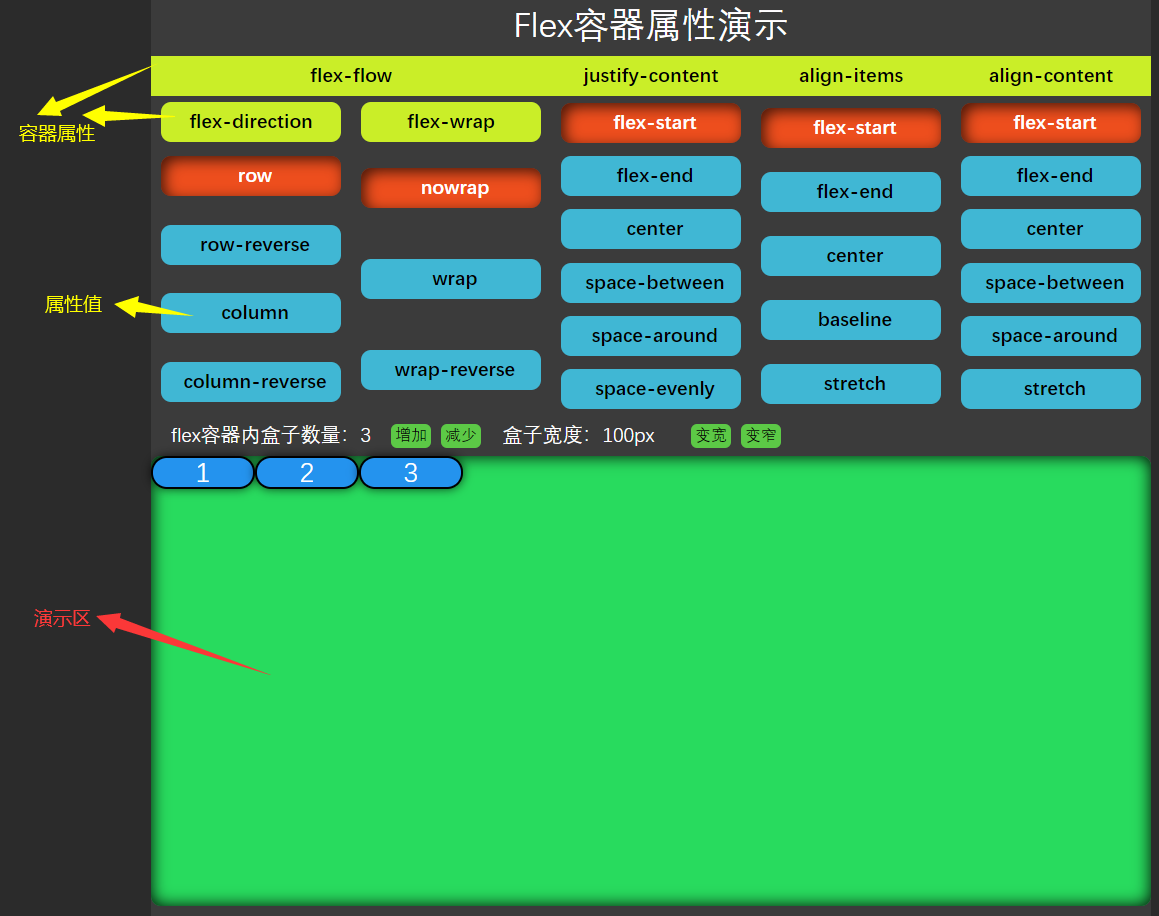 Flex容器属性演示
flex-flow justify-content align-items align-content
容器属性
flex-direction flex-wrap flex-start flex-start flex-start
row nowrap flex-end flex-end flex-end
row-reverse wrap center center center
属性值
column space-between baseline space-between
column-reverse wrap-reverse space-around stretch space-around
space-evenly stretch
flex容器内盒子数量：3 增加 减少 盒子宽度：100px 变宽 变窄
1 2 3
演示区